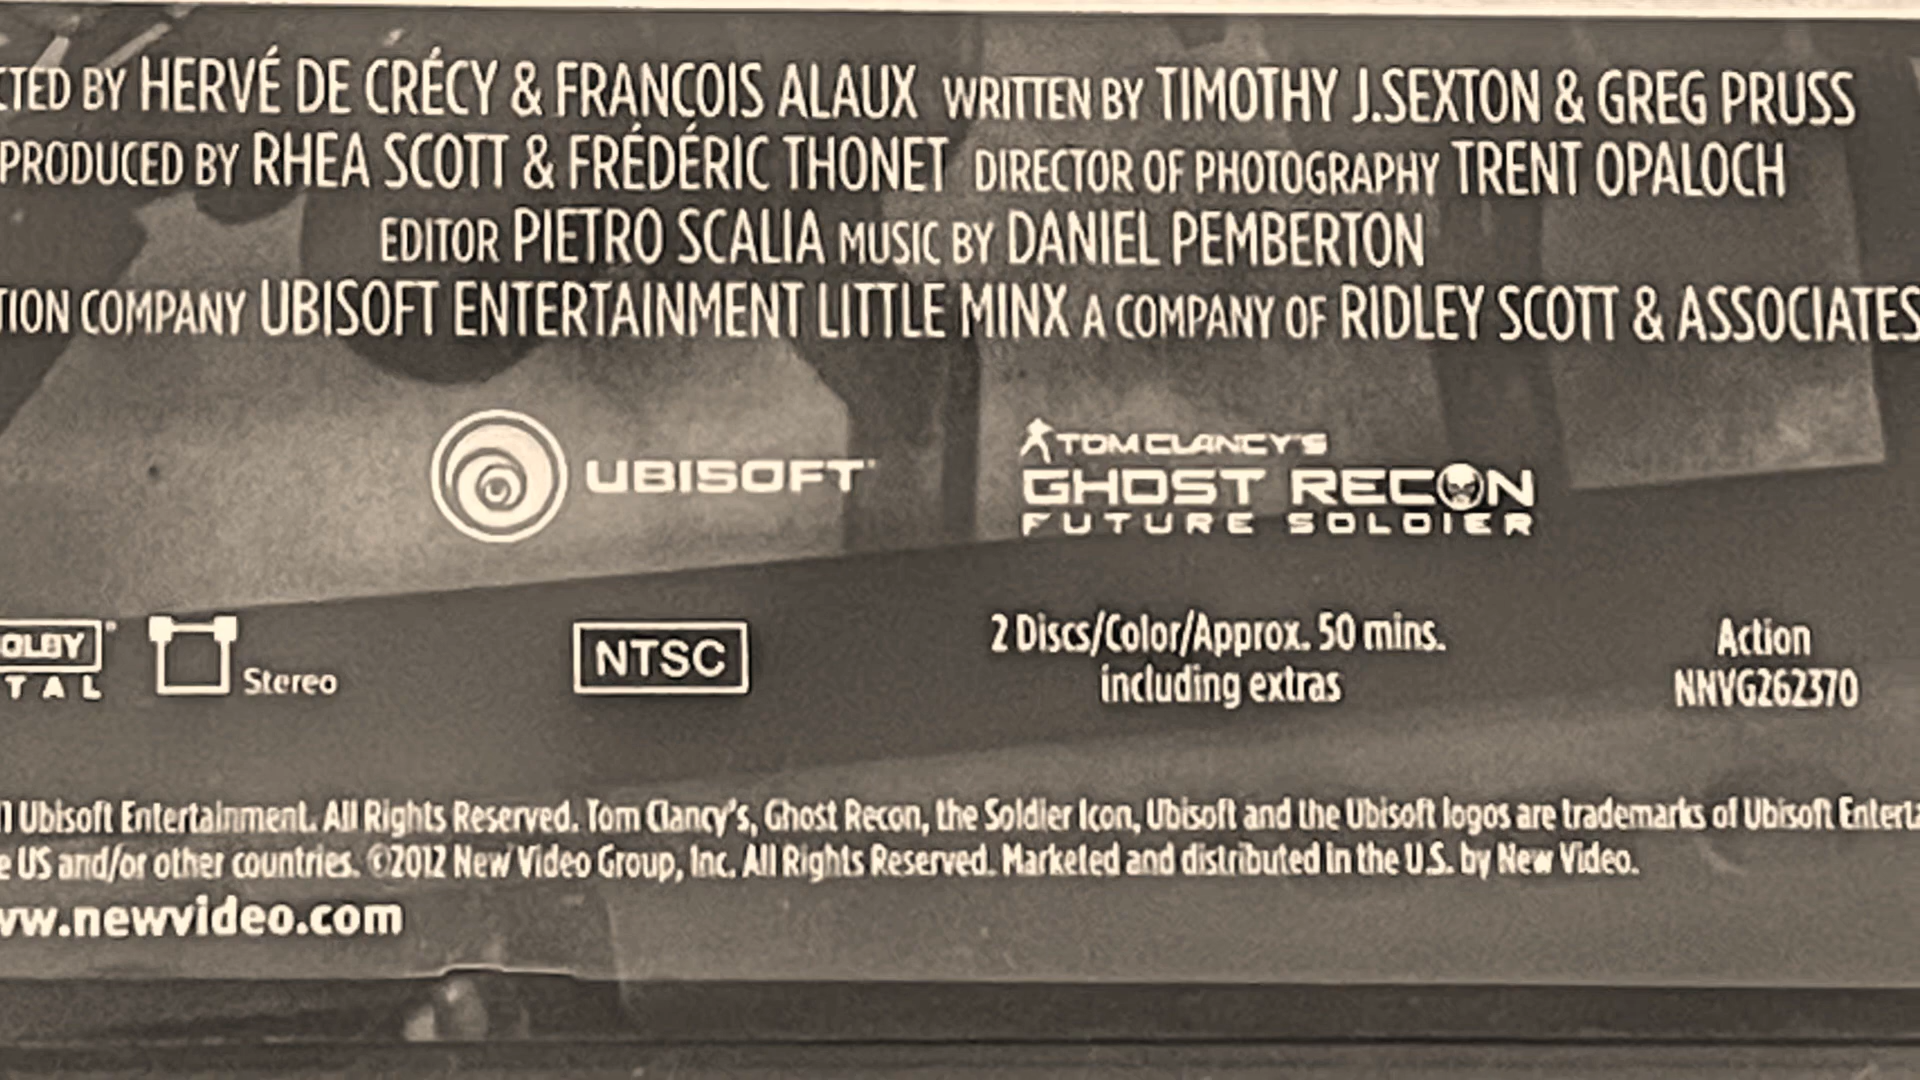 CTED BY HERVÉ DE CRÉCY & FRANÇOIS ALAUX WRITTEN BY TIMOTHY J.SEXTON & GREG PRUSS
PRODUCED BY RHEA SCOTT & FRÉDÉRIC THONET DIRECTOR OF PHOTOGRAPHY TRENT OPALOCH
EDITOR PIETRO SCALIA MUSIC BY DANIEL PEMBERTON
TION COMPANY UBISOFT ENTERTAINMENT LITTLE MINX A COMPANY OF RIDLEY SCOTT & ASSOCIATES
UBISOFT
TOM CLANCY'S
GHOST RECON
FUTURE SOLDIER
OLBY
TAL
Stereo
NTSC
2 Discs/Color/Approx. 50 mins.
including extras
Action
NNVG262370
1 Ubisoft Entertainment. All Rights Reserved. Tom Clancy's, Ghost Recon, the Soldier Icon, Ubisoft and the Ubisoft logos are trademarks of Ubisoft Enterta
e US and/or other countries. ©2012 New Video Group, Inc. All Rights Reserved. Marketed and distributed in the U.S. by New Video.
ww.newvideo.com